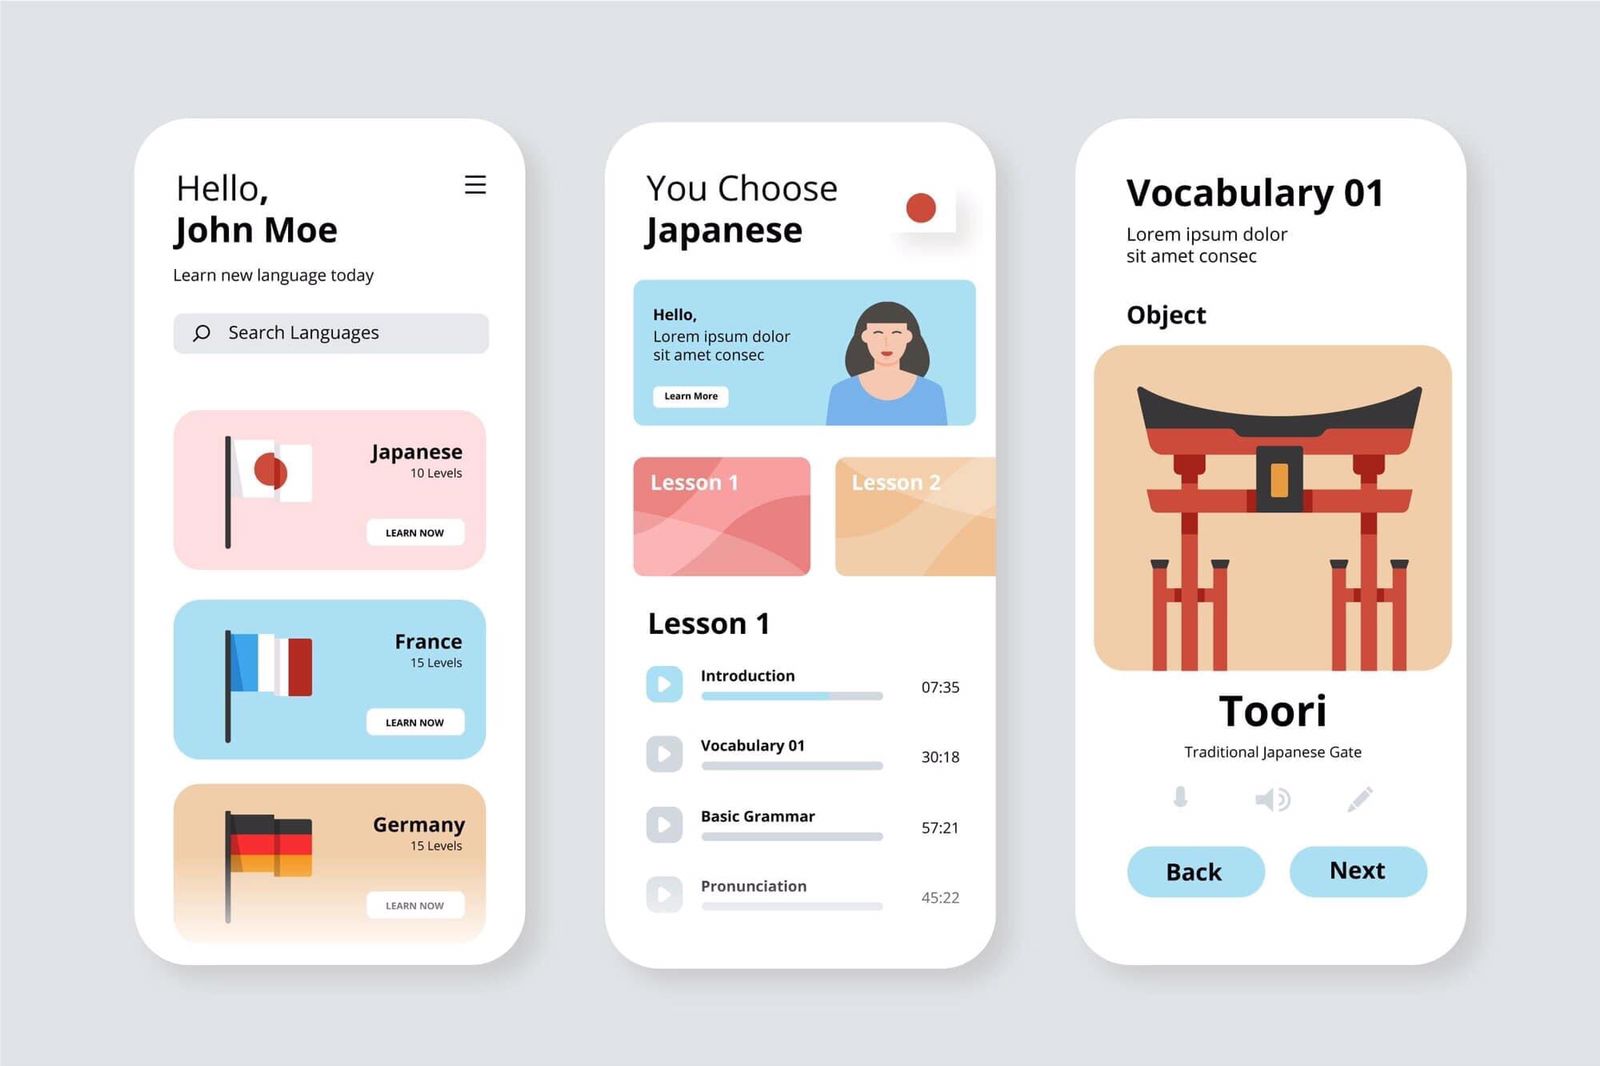 Hello,
John Moe
Learn new language today
Search Languages
Japanese
10 Levels
LEARN NOW
France
15 Levels
LEARN NOW
Germany
15 Levels
LEARN NOW
You Choose
Japanese
Hello,
Lorem ipsum dolor
sit amet consec
Learn More
Lesson 1
Lesson 2
Lesson 1
Introduction
07:35
Vocabulary 01
30:18
Basic Grammar
57:21
Pronunciation
45:22
Vocabulary 01
Lorem ipsum dolor
sit amet consec
Object
Toori
Traditional Japanese Gate
Back
Next